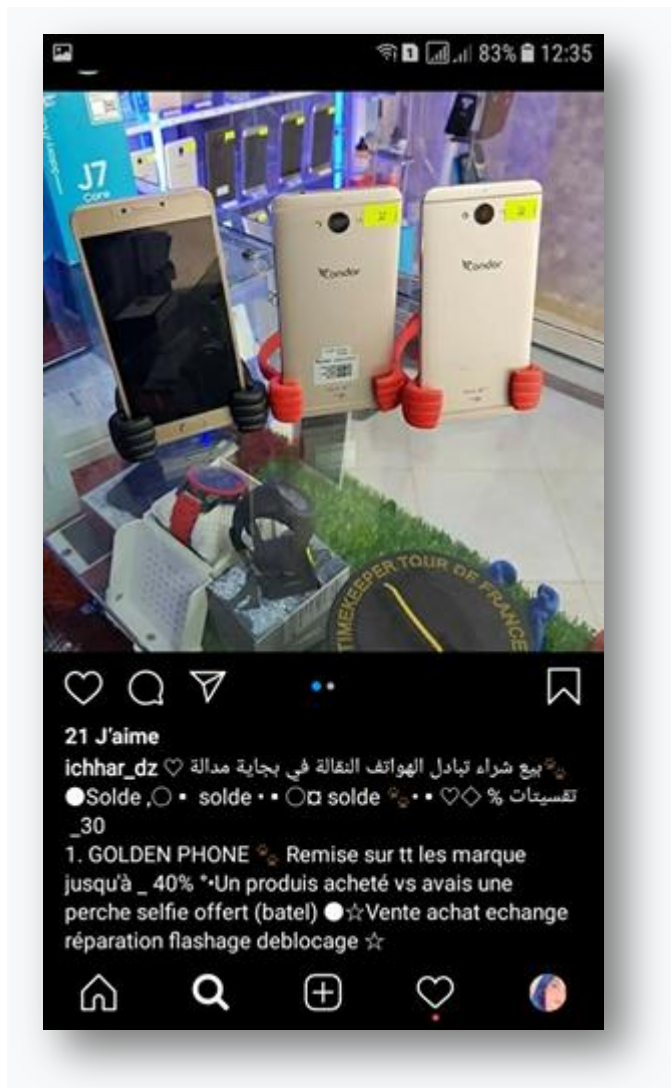 83% 12:35
J7
Core
Condor
Condor
TIMEKEEPER TOUR DE FRANCE
21 J'aime
ichhar_dz ♡ بيع شراء تبادل الهواتف النقالة في بجاية مدالة🐾
●Solde ,○ ▪ solde • ▪ ○¤ solde 🐾• ▪ ♡◇ % تقسيتات
_30
1. GOLDEN PHONE 🐾 Remise sur tt les marque
jusqu'à _ 40% *•Un produis acheté vs avais une
perche selfie offert (batel) ●☆Vente achat echange
réparation flashage deblocage ☆